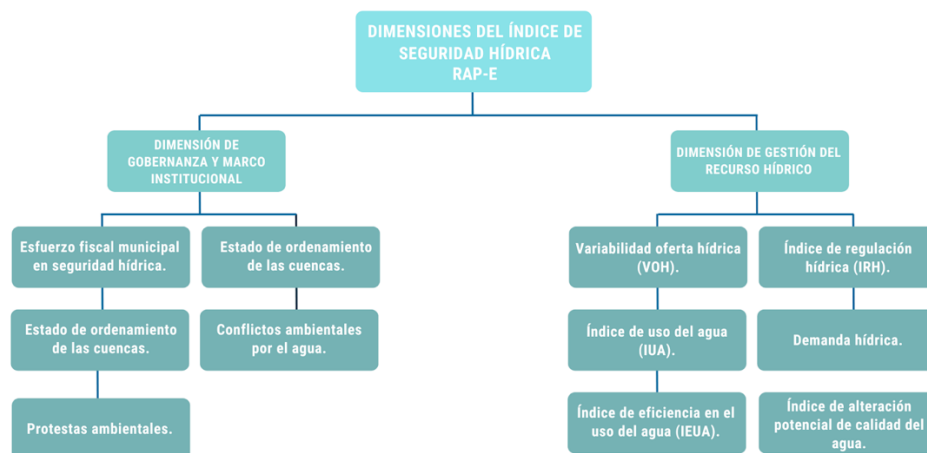 DIMENSIONES DEL ÍNDICE DE
SEGURIDAD HÍDRICA
RAP-E
DIMENSIÓN DE
GOBERNANZA Y MARCO
INSTITUCIONAL
DIMENSIÓN DE GESTIÓN DEL
RECURSO HÍDRICO
Esfuerzo fiscal municipal
en seguridad hídrica.
Estado de ordenamiento
de las cuencas.
Variabilidad oferta hídrica
(VOH).
Índice de regulación
hídrica (IRH).
Estado de ordenamiento
de las cuencas.
Conflictos ambientales
por el agua.
Índice de uso del agua
(IUA).
Demanda hídrica.
Protestas ambientales.
Índice de eficiencia en el
uso del agua (IEUA).
Índice de alteración
potencial de calidad del
agua.